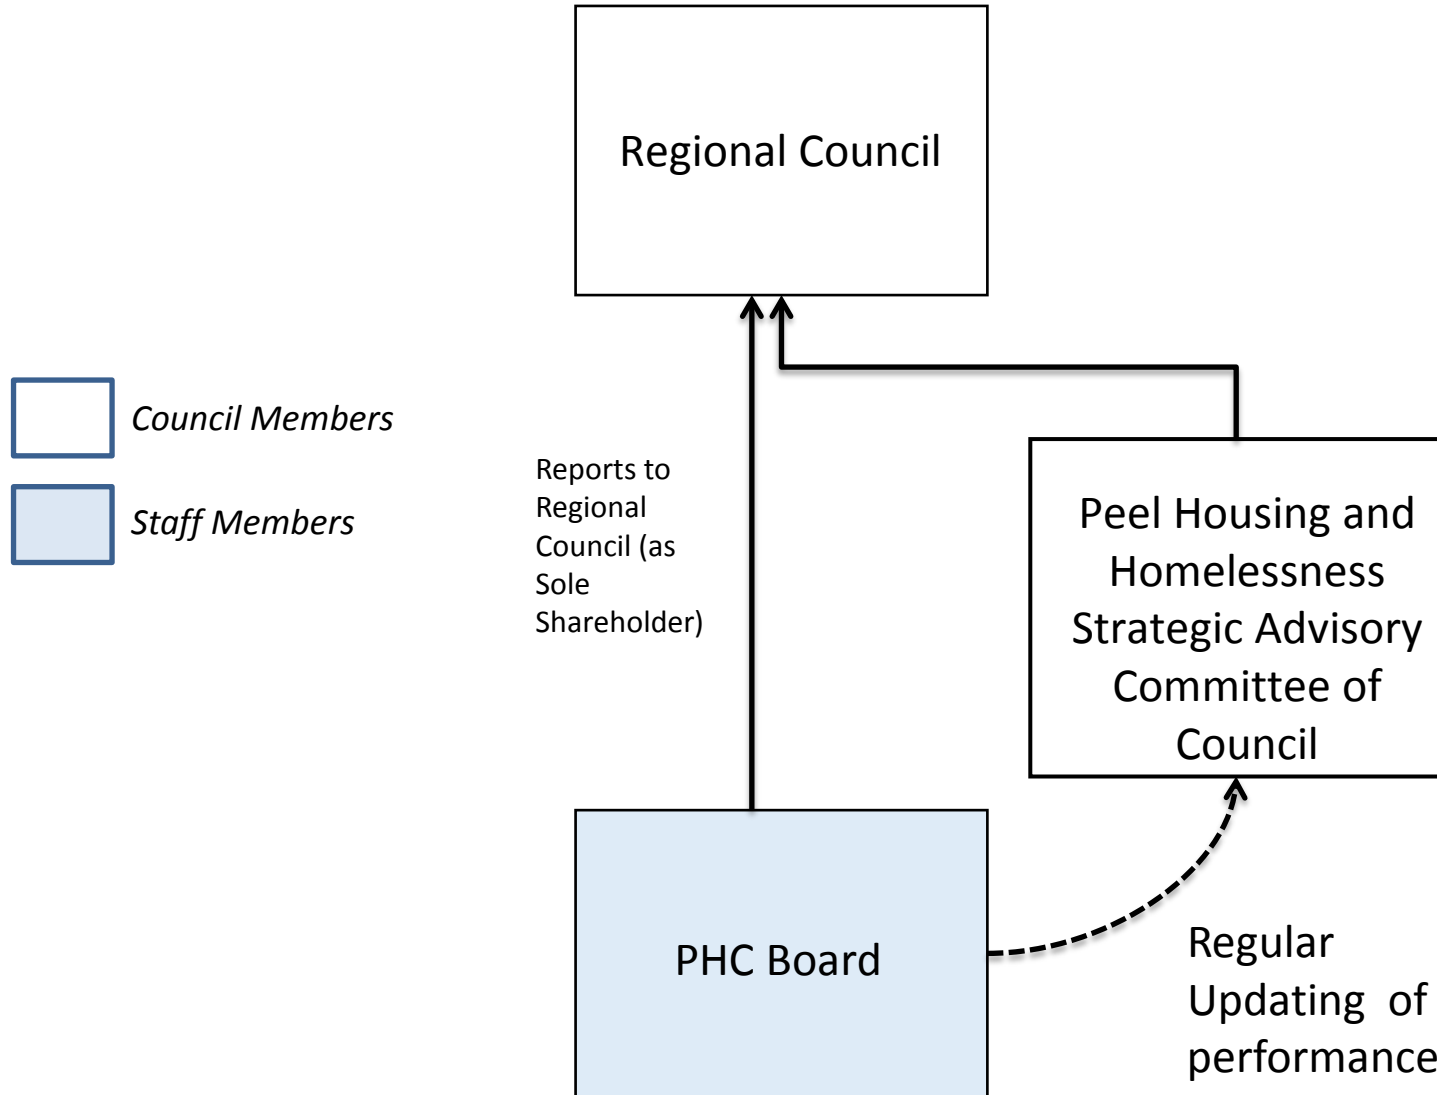 Regional Council
Council Members
Staff Members
Reports to
Regional
Council (as
Sole
Shareholder)
Peel Housing and
Homelessness
Strategic Advisory
Committee of
Council
PHC Board
Regular
Updating of
performance